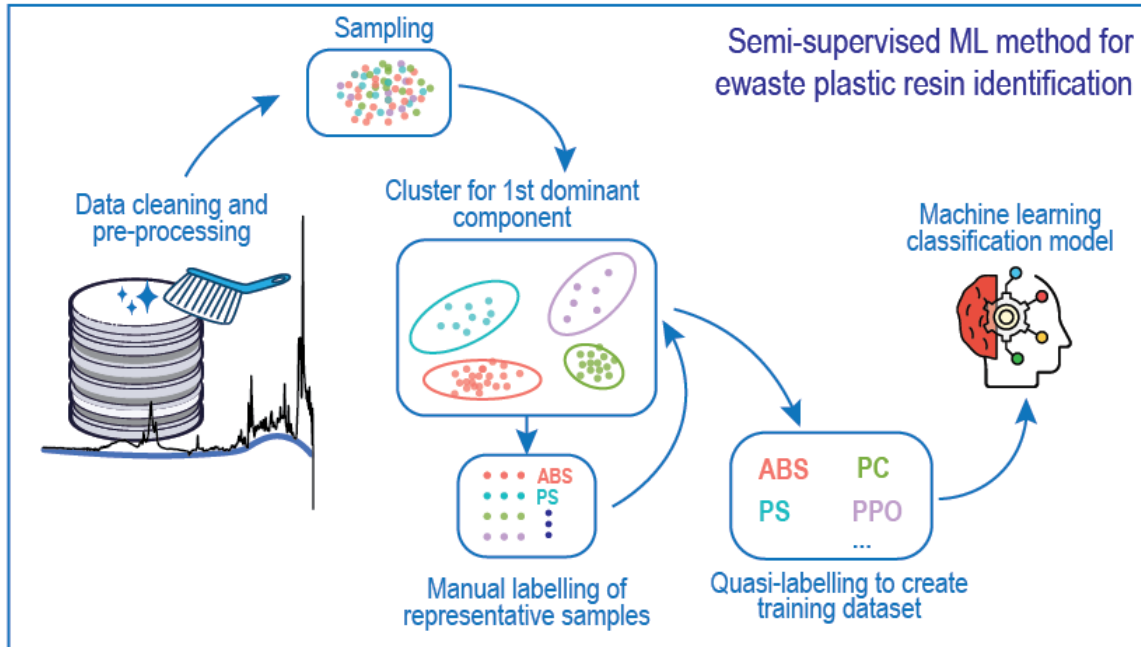 Semi-supervised ML method for
ewaste plastic resin identification
Sampling
Data cleaning and
pre-processing
Cluster for 1st dominant
component
ABS
PS
Manual labelling of
representative samples
ABS PC
PS PPO
...
Quasi-labelling to create
training dataset
Machine learning
classification model